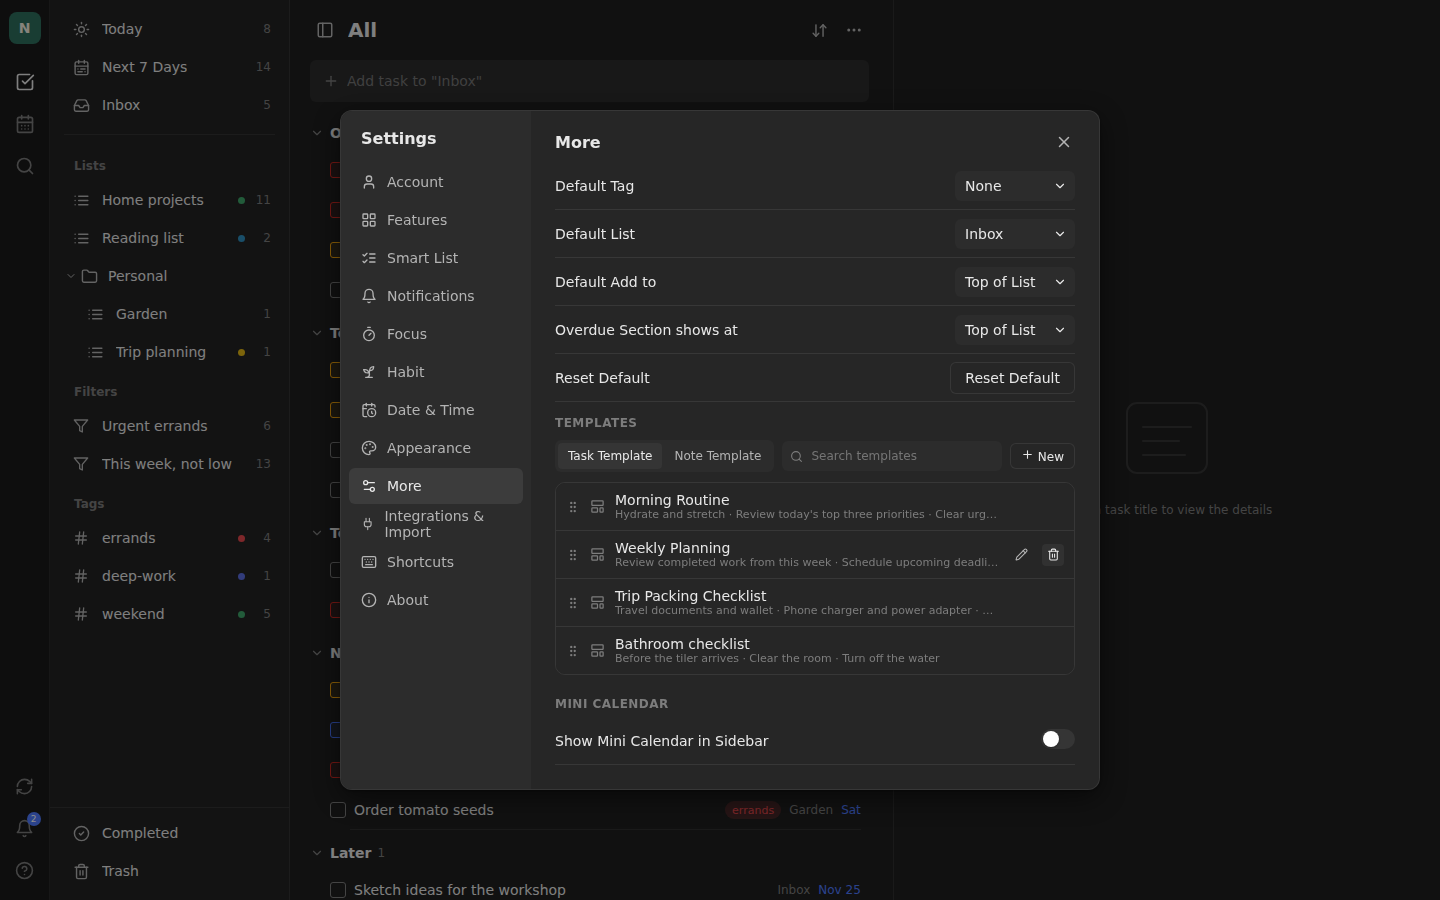 N
Today 8
Next 7 Days 14
Inbox 5
Lists
Home projects 11
Reading list 2
Personal
Garden 1
Trip planning 1
Filters
Urgent errands 6
This week, not low 13
Tags
errands 4
deep-work 1
weekend 5
2
Completed
Trash
All
Add task to "Inbox"
Order tomato seeds errands Garden Sat
Later 1
Sketch ideas for the workshop Inbox Nov 25
task title to view the details
Settings
Account
Features
Smart List
Notifications
Focus
Habit
Date & Time
Appearance
More
Integrations &
Import
Shortcuts
About
More
Default Tag None
Default List Inbox
Default Add to Top of List
Overdue Section shows at Top of List
Reset Default Reset Default
TEMPLATES
Task Template Note Template Search templates New
Morning Routine
Hydrate and stretch · Review today's top three priorities · Clear urg...
Weekly Planning
Review completed work from this week · Schedule upcoming deadli...
Trip Packing Checklist
Travel documents and wallet · Phone charger and power adapter · ...
Bathroom checklist
Before the tiler arrives · Clear the room · Turn off the water
MINI CALENDAR
Show Mini Calendar in Sidebar